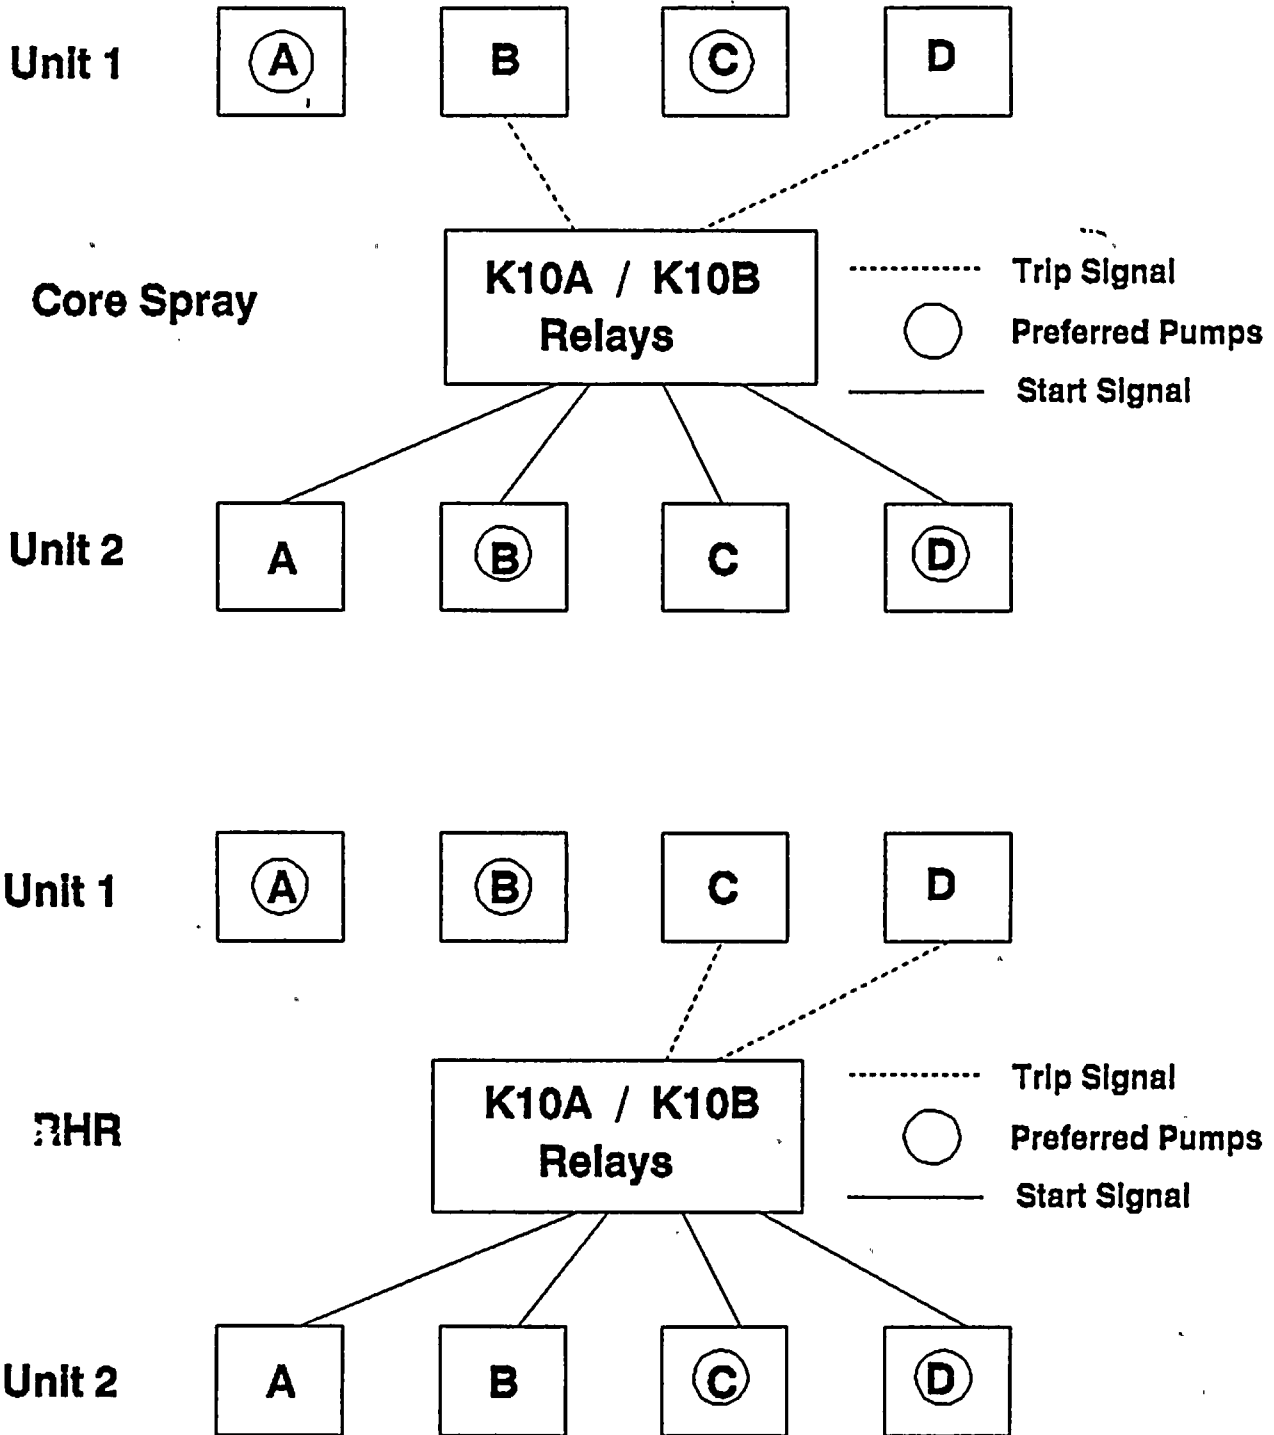 Unit 1 A B C D
K10A / K10B
Relays
Core Spray
Trip Signal
Preferred Pumps
Start Signal
Unit 2 A B C D
Unit 1 A B C D
K10A / K10B
Relays
RHR
Trip Signal
Preferred Pumps
Start Signal
Unit 2 A B C D